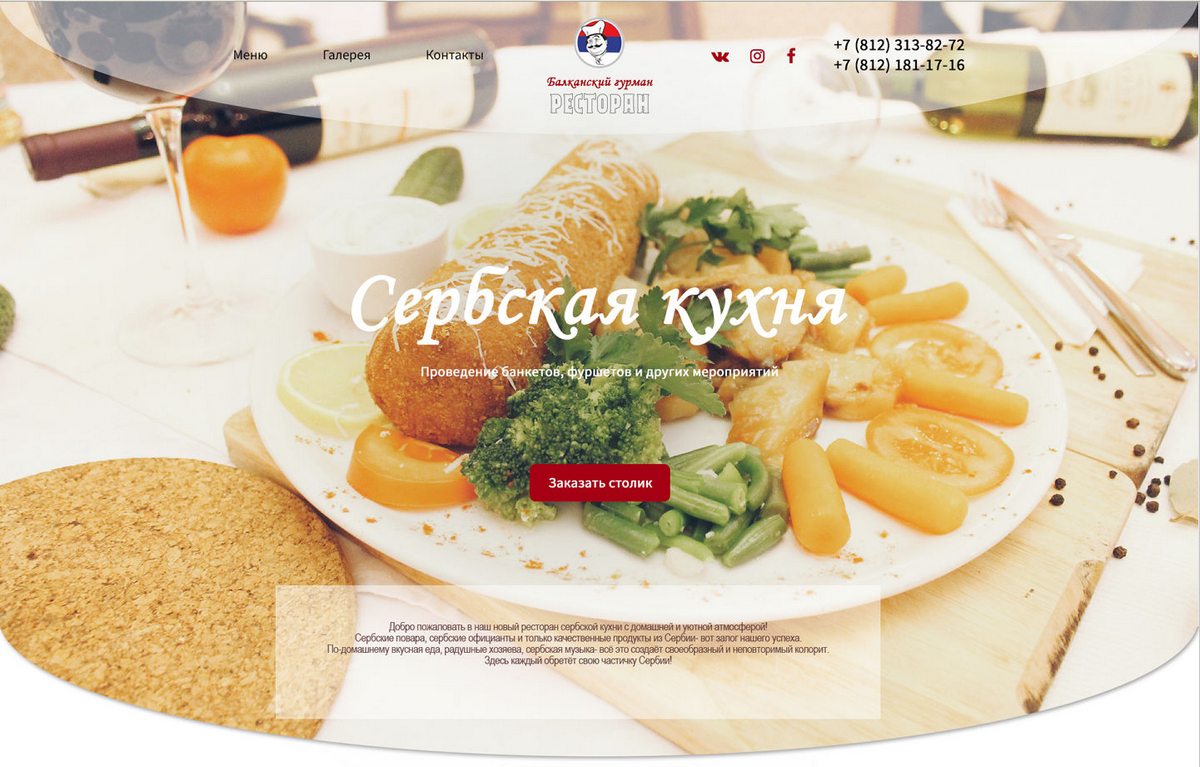 Меню
Галерея
Контакты
Балканский гурман
РЕСТОРАН
+7 (812) 313-82-72
+7 (812) 181-17-16
Сербская кухня
Проведение банкетов, фуршетов и других мероприятий
Заказать столик
Добро пожаловать в наш новый ресторан сербской кухни с домашней и уютной атмосферой!
Сербские повара, сербские официанты и только качественные продукты из Сербии- вот залог нашего успеха.
По-домашнему вкусная еда, радушные хозяева, сербская музыка- всё это создаёт своеобразный и неповторимый колорит.
Здесь каждый обретёт свою частичку Сербии!